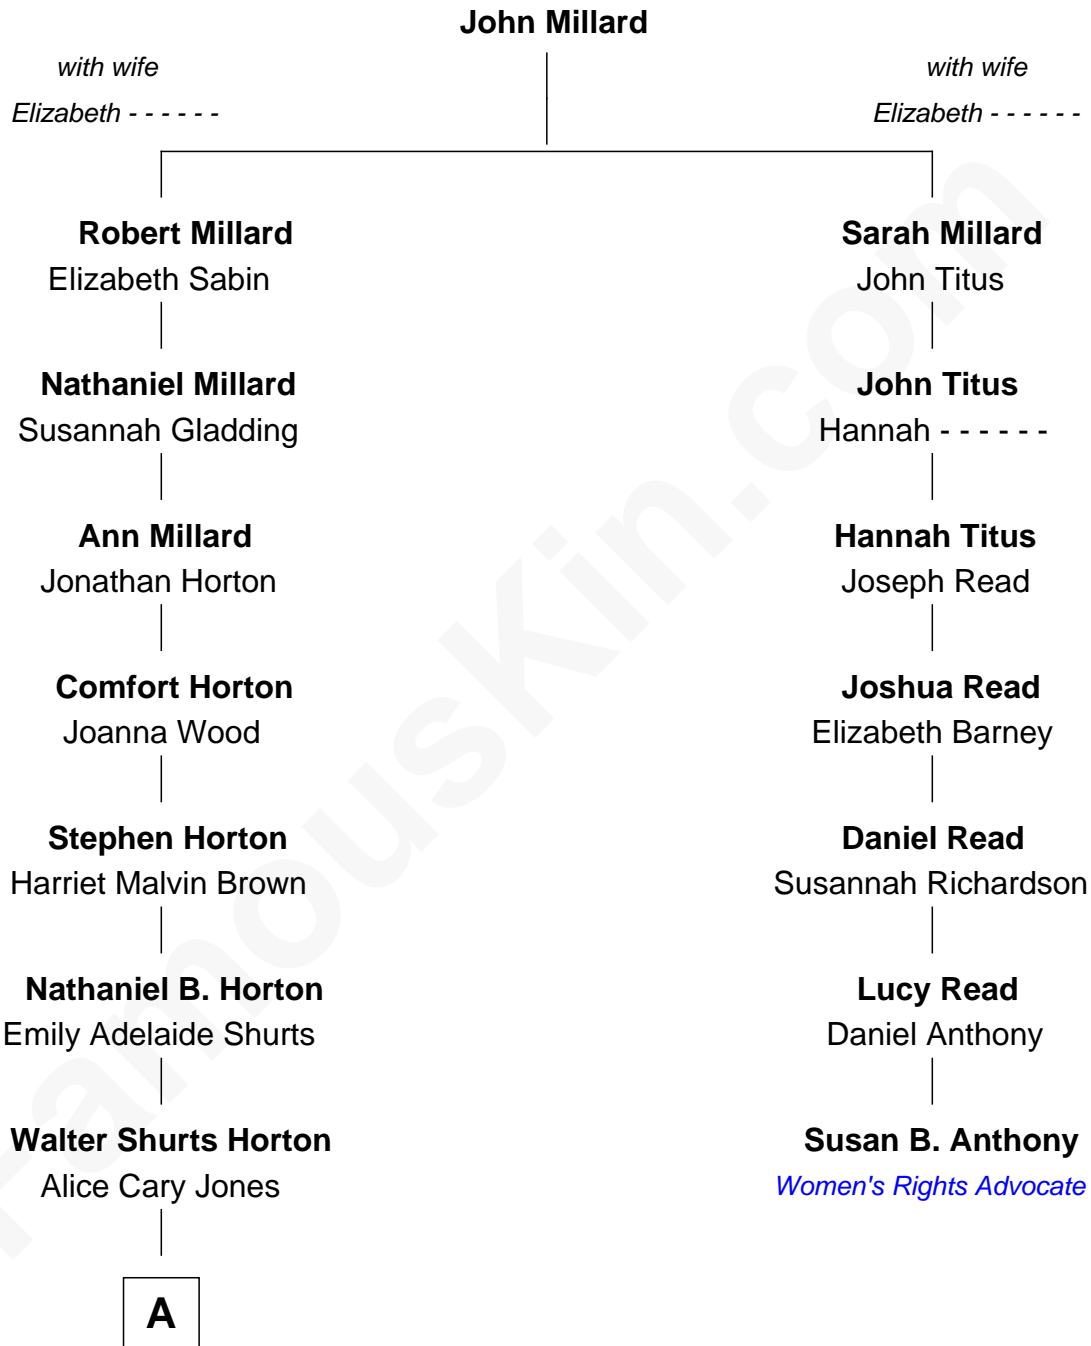 John Millard
with wife
Elizabeth - - - - - -
with wife
Elizabeth - - - - - -
Robert Millard
Elizabeth Sabin
Sarah Millard
John Titus
Nathaniel Millard
Susannah Gladding
John Titus
Hannah - - - - - -
Ann Millard
Jonathan Horton
Hannah Titus
Joseph Read
Comfort Horton
Joanna Wood
Joshua Read
Elizabeth Barney
Stephen Horton
Harriet Malvin Brown
Daniel Read
Susannah Richardson
Nathaniel B. Horton
Emily Adelaide Shurts
Lucy Read
Daniel Anthony
Walter Shurts Horton
Alice Cary Jones
Susan B. Anthony
Women's Rights Advocate
A
FamousKin.com